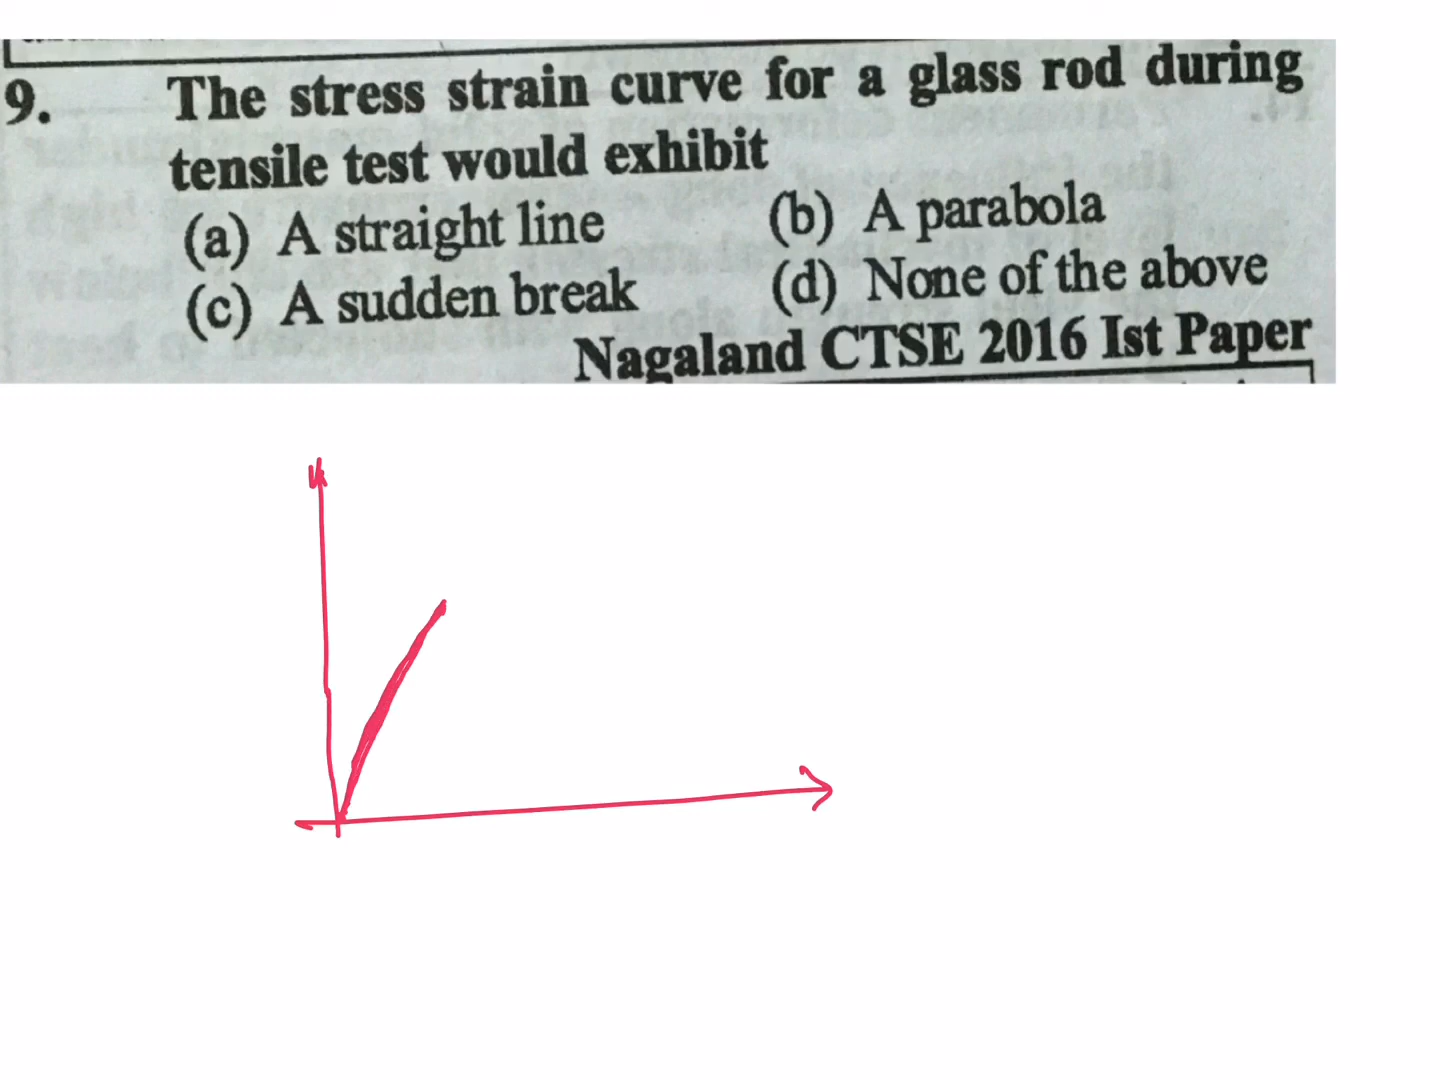 9. The stress strain curve for a glass rod during
tensile test would exhibit
(a) A straight line (b) A parabola
(c) A sudden break (d) None of the above
Nagaland CTSE 2016 Ist Paper